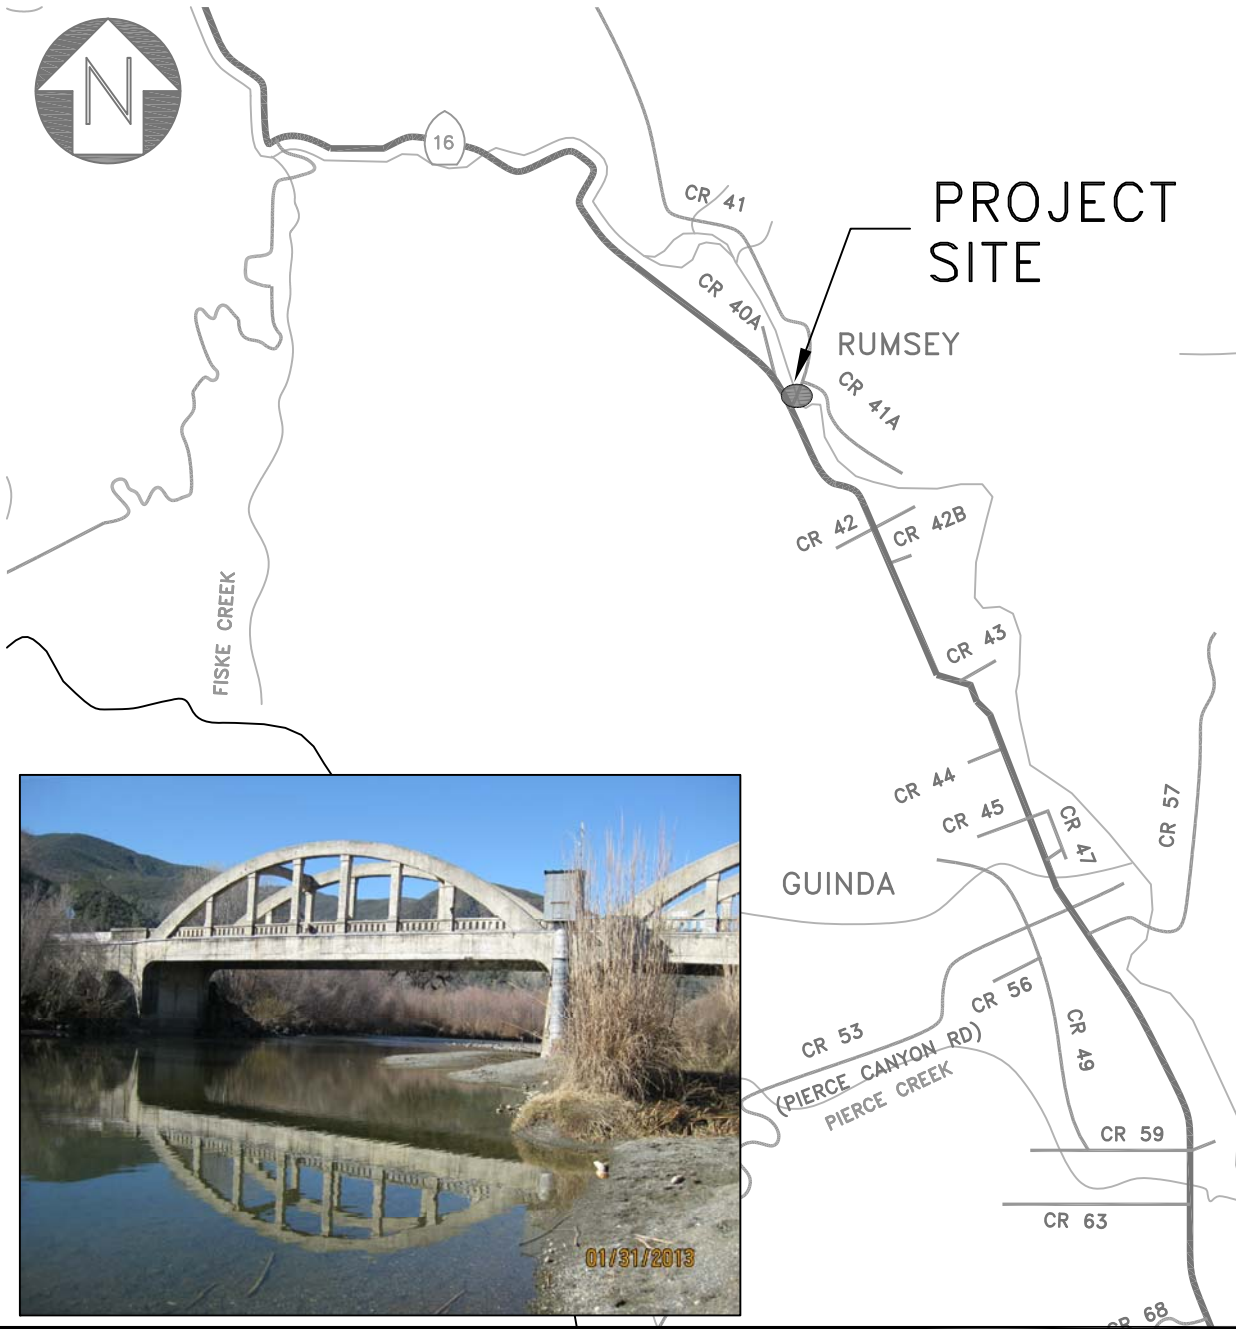 N
16
CR 41
PROJECT
SITE
CR 40A
RUMSEY
CR 41A
CR 42
CR 42B
FISKE CREEK
CR 43
CR 44
CR 45
CR 47
CR 57
GUINDA
CR 56
CR 53
(PIERCE CANYON RD)
PIERCE CREEK
CR 49
CR 59
CR 63
01/31/2013
CR 68